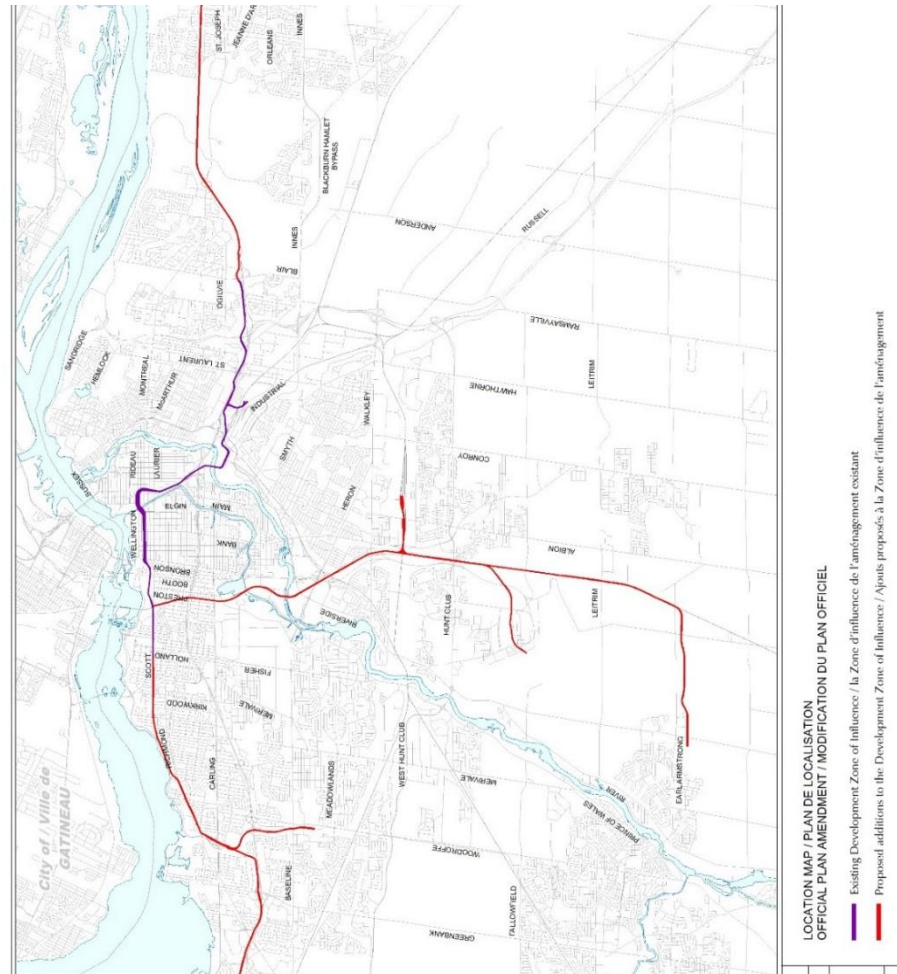 City of / Ville de
GATINEAU
ST. JOSEPH
JEANNE D'ARC
ORLEANS
INNES
BLACKBURN HAMLET
BYPASS
INNES
BLAIR
OGILVIE
ANDERSON
RUSSELL
RAMSAYVILLE
LEITRIM
HAWTHORNE
SANDRIDGE
HEMLOCK
MONTREAL
McARTHUR
ST. LAURENT
INDUSTRIAL
WALKLEY
CONROY
SMYTH
HERON
SUSSEX
RIDEAU
LAURIER
ELGIN
MAIN
BANK
WELLINGTON
BRONSON
BOOTH
PRESTON
ALBION
RIVERSIDE
HUNT CLUB
LEITRIM
SCOTT
HOLLAND
FISHER
KIRKWOOD
MERIVALE
RICHMOND
CARLING
MEADOWLANDS
WEST HUNT CLUB
MERIVALE
PRINCE OF WALES
RIVER
EARL ARMSTRONG
WOODROFFE
BASELINE
GREENBANK
FALLOWFIELD
LOCATION MAP / PLAN DE LOCALISATION
OFFICIAL PLAN AMENDMENT / MODIFICATION DU PLAN OFFICIEL
Existing Development Zone of Influence / la Zone d'influence de l'aménagement existant
Proposed additions to the Development Zone of Influence / Ajouts proposés à la Zone d'influence de l'aménagement